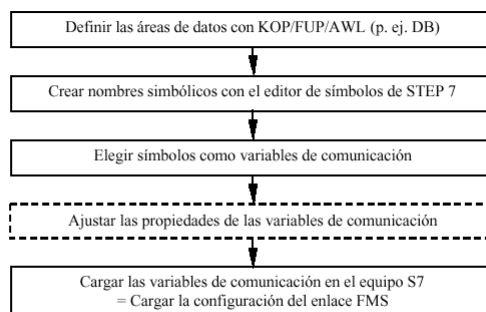 Definir las áreas de datos con KOP/FUP/AWL (p. ej. DB)
Crear nombres simbólicos con el editor de símbolos de STEP 7
Elegir símbolos como variables de comunicación
Ajustar las propiedades de las variables de comunicación
Cargar las variables de comunicación en el equipo S7
= Cargar la configuración del enlace FMS